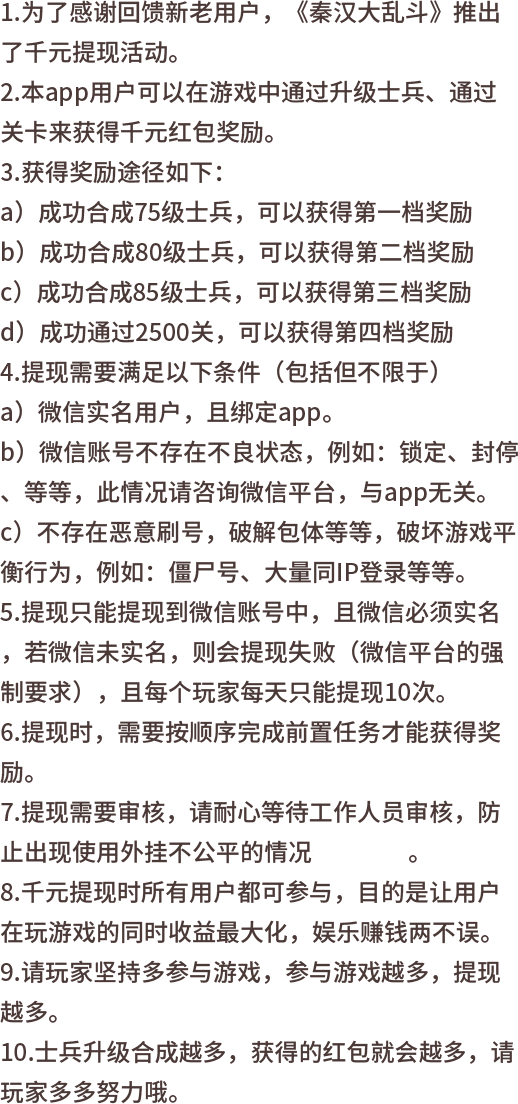 1.为了感谢回馈新老用户，《秦汉大乱斗》推出
了千元提现活动。
2.本app用户可以在游戏中通过升级士兵、通过
关卡来获得千元红包奖励。
3.获得奖励途径如下：
a）成功合成75级士兵，可以获得第一档奖励
b）成功合成80级士兵，可以获得第二档奖励
c）成功合成85级士兵，可以获得第三档奖励
d）成功通过2500关，可以获得第四档奖励
4.提现需要满足以下条件（包括但不限于）
a）微信实名用户，且绑定app。
b）微信账号不存在不良状态，例如：锁定、封停
、等等，此情况请咨询微信平台，与app无关。
c）不存在恶意刷号，破解包体等等，破坏游戏平
衡行为，例如：僵尸号、大量同IP登录等等。
5.提现只能提现到微信账号中，且微信必须实名
，若微信未实名，则会提现失败（微信平台的强
制要求），且每个玩家每天只能提现10次。
6.提现时，需要按顺序完成前置任务才能获得奖
励。
7.提现需要审核，请耐心等待工作人员审核，防
止出现使用外挂不公平的情况　　　　。
8.千元提现时所有用户都可参与，目的是让用户
在玩游戏的同时收益最大化，娱乐赚钱两不误。
9.请玩家坚持多参与游戏，参与游戏越多，提现
越多。
10.士兵升级合成越多，获得的红包就会越多，请
玩家多多努力哦。